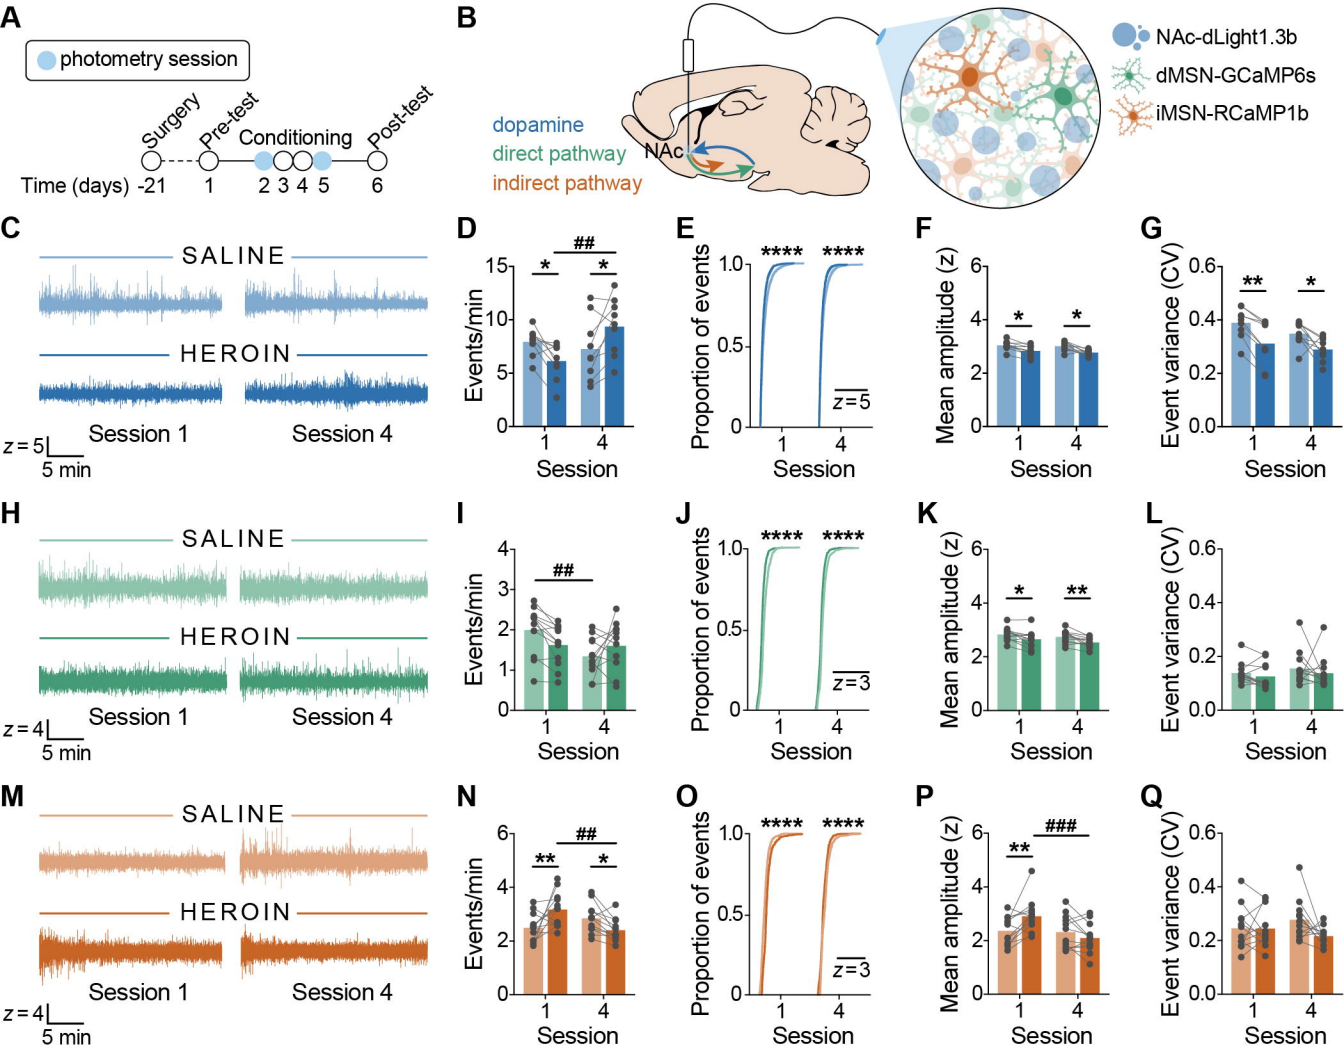 A
photometry session
Surgery
Pre-test
Conditioning
Post-test
Time (days) -21 1 2 3 4 5 6
B
dopamine
direct pathway
indirect pathway
NAc
NAc-dLight1.3b
dMSN-GCaMP6s
iMSN-RCaMP1b
C
SALINE
HEROIN
Session 1 Session 4
z=5
5 min
D
Events/min
15
10
5
0
* ## *
1 4
Session
E
Proportion of events
1.0
0.5
0
**** ****
z=5
1 4
Session
F
Mean amplitude (z)
6
4
2
0
* *
1 4
Session
G
Event variance (CV)
0.6
0.4
0.2
0.0
** *
1 4
Session
H
SALINE
HEROIN
Session 1 Session 4
z=4
5 min
I
Events/min
4
3
2
1
0
##
1 4
Session
J
Proportion of events
1.0
0.5
0
**** ****
z=3
1 4
Session
K
Mean amplitude (z)
6
4
2
0
* **
1 4
Session
L
Event variance (CV)
0.6
0.4
0.2
0.0
1 4
Session
M
SALINE
HEROIN
Session 1 Session 4
z=4
5 min
N
Events/min
6
4
2
0
** ## *
1 4
Session
O
Proportion of events
1.0
0.5
0
**** ****
z=3
1 4
Session
P
Mean amplitude (z)
6
4
2
0
** ###
1 4
Session
Q
Event variance (CV)
0.6
0.4
0.2
0.0
1 4
Session